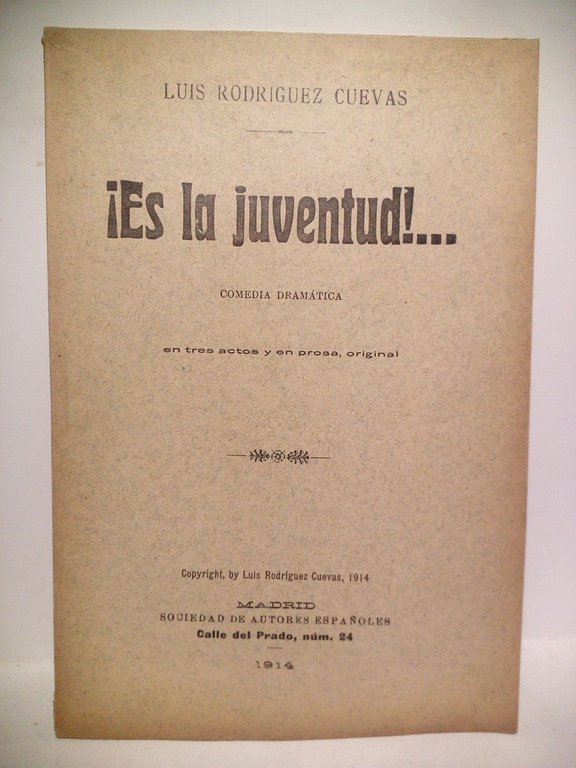 LUIS RODRIGUEZ CUEVAS
¡Es la juventud!....
COMEDIA DRAMÁTICA
en tres actos y en prosa, original
Copyright, by Luis Rodriguez Cuevas, 1914
MADRID
SOCIEDAD DE AUTORES ESPAÑOLES
Calle del Prado, núm. 24
1914